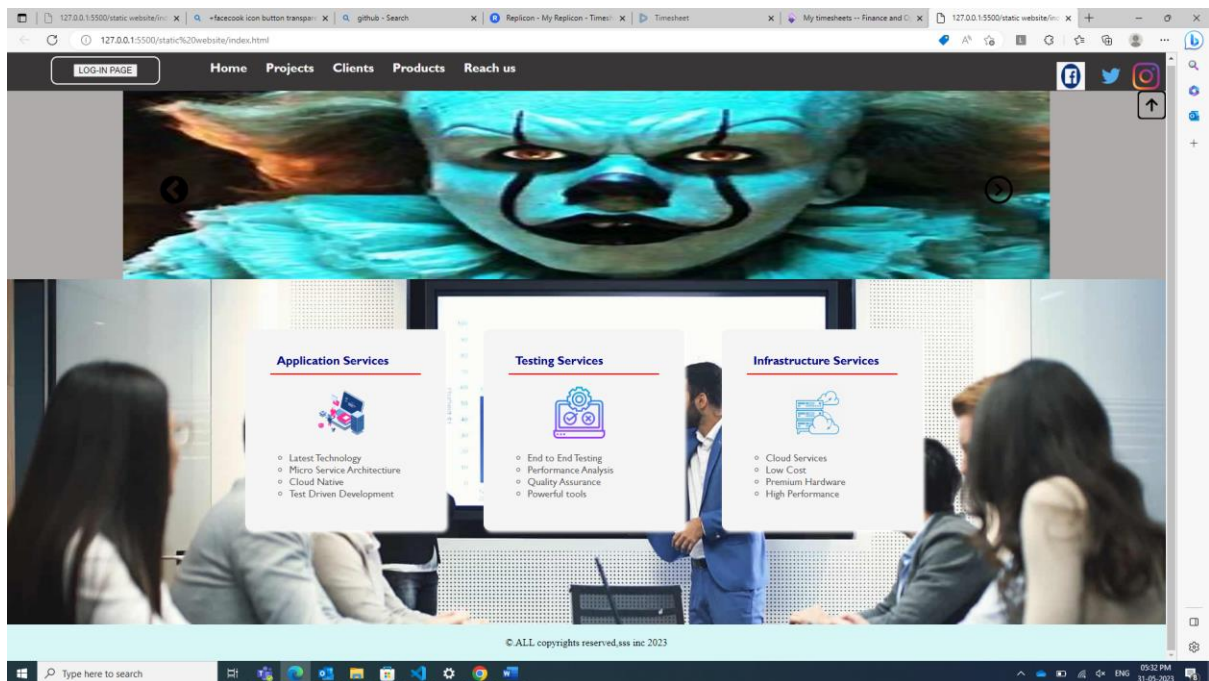 127.0.0.1:5500/static website/inc
+facecook icon button transpare
github - Search
Replicon - My Replicon - Timesh
Timesheet
My timesheets -- Finance and O
127.0.0.1:5500/static website/inc
127.0.0.1:5500/static%20website/index.html
LOG-IN PAGE
Home Projects Clients Products Reach us
Application Services
Latest Technology
Micro Service Architectiure
Cloud Native
Test Driven Development
Testing Services
End to End Testing
Performance Analysis
Quality Assurance
Powerful tools
Infrastructure Services
Cloud Services
Low Cost
Premium Hardware
High Performance
©.ALL copyrights reserved,sss inc 2023
Type here to search
ENG
05:32 PM
31-05-2023